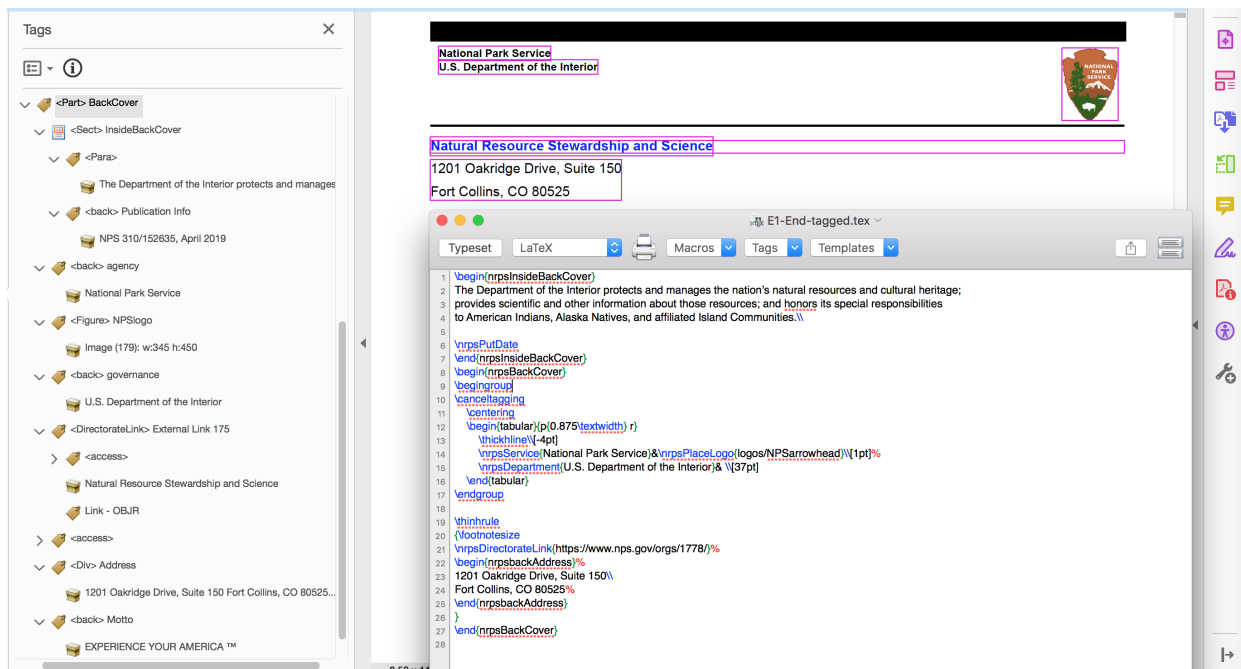 Tags
<Part> BackCover
<Sect> InsideBackCover
<Para>
The Department of the Interior protects and manages
<back> Publication Info
NPS 310/152635, April 2019
<back> agency
National Park Service
<Figure> NPSlogo
Image (179): w:345 h:450
<back> governance
U.S. Department of the Interior
<DirectorateLink> External Link 175
<access>
Natural Resource Stewardship and Science
Link - OBJR
<access>
<Div> Address
1201 Oakridge Drive, Suite 150 Fort Collins, CO 80525...
<back> Motto
EXPERIENCE YOUR AMERICA ™
National Park Service
U.S. Department of the Interior
NATIONAL
PARK
SERVICE
Natural Resource Stewardship and Science
1201 Oakridge Drive, Suite 150
Fort Collins, CO 80525
E1-End-tagged.tex
Typeset LaTeX Macros Tags Templates
1 \begin{nrpsInsideBackCover}
2 The Department of the Interior protects and manages the nation's natural resources and cultural heritage;
3 provides scientific and other information about those resources; and honors its special responsibilities
4 to American Indians, Alaska Natives, and affiliated Island Communities.\\
5
6 \nrpsPutDate
7 \end{nrpsInsideBackCover}
8 \begin{nrpsBackCover}
9 \begingroup
10 \canceltagging
11 \centering
12 \begin{tabular}{p{0.875\textwidth} r}
13 \thickhline\\[-4pt]
14 \nrpsService{National Park Service}&\nrpsPlaceLogo{logos/NPSarrowhead}\\[1pt]%
15 \nrpsDepartment{U.S. Department of the Interior}& \\[37pt]
16 \end{tabular}
17 \endgroup
18
19 \thinhrule
20 {\footnotesize
21 \nrpsDirectorateLink{https://www.nps.gov/orgs/1778/}%
22 \begin{nrpsbackAddress}%
23 1201 Oakridge Drive, Suite 150\\
24 Fort Collins, CO 80525%
25 \end{nrpsbackAddress}
26 }
27 \end{nrpsBackCover}
28